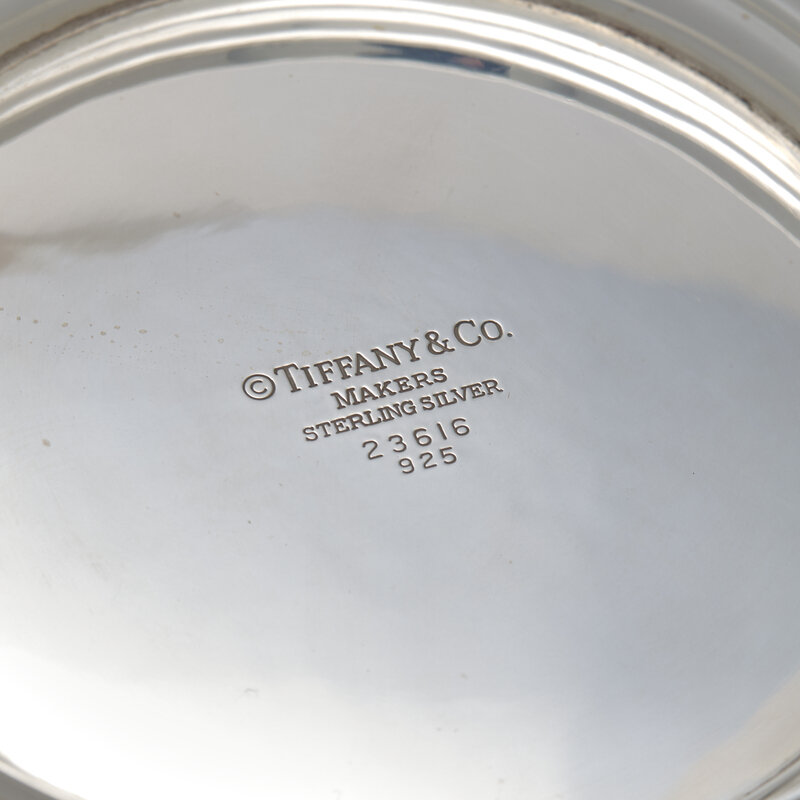 ©TIFFANY & CO.
MAKERS
STERLING SILVER
23616
925